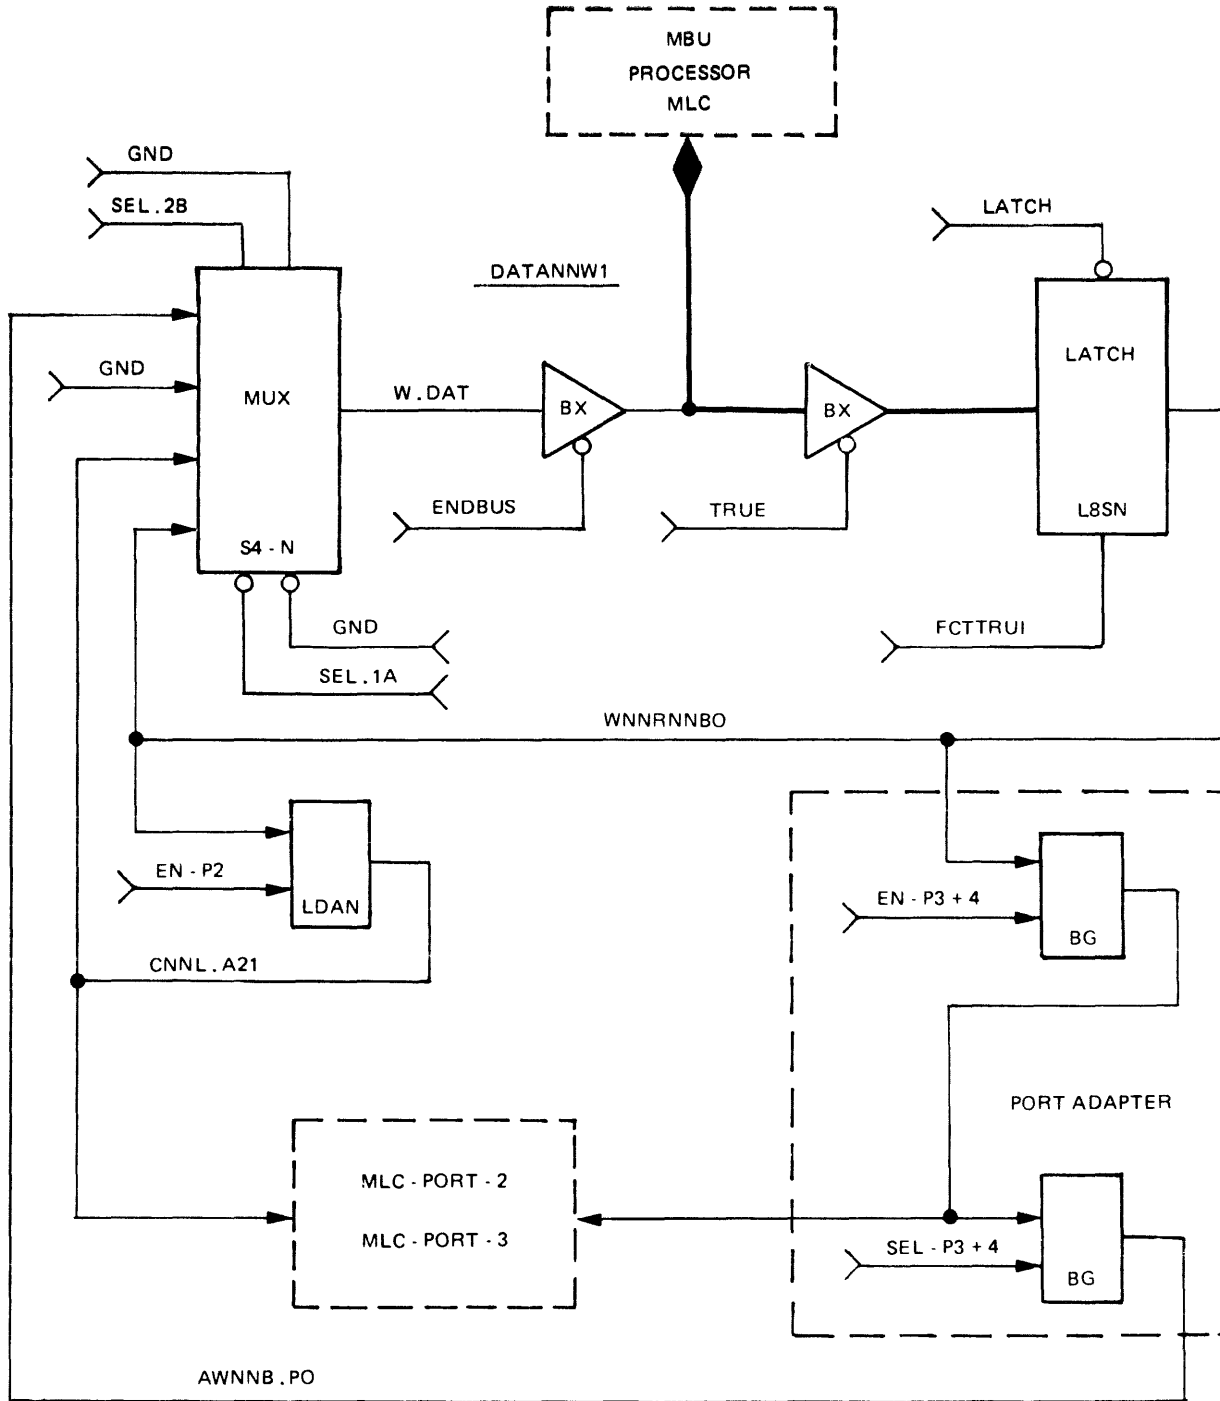 MBU
PROCESSOR
MLC
GND
SEL.2B
LATCH
DATANNW1
GND
MUX
W.DAT
BX
BX
LATCH
ENDBUS
TRUE
L8SN
S4-N
GND
FCTTRUI
SEL.1A
WNNRNNBO
EN-P2
LDAN
EN-P3+4
BG
CNNL.A21
PORT ADAPTER
MLC-PORT-2
MLC-PORT-3
SEL-P3+4
BG
AWNNB.PO